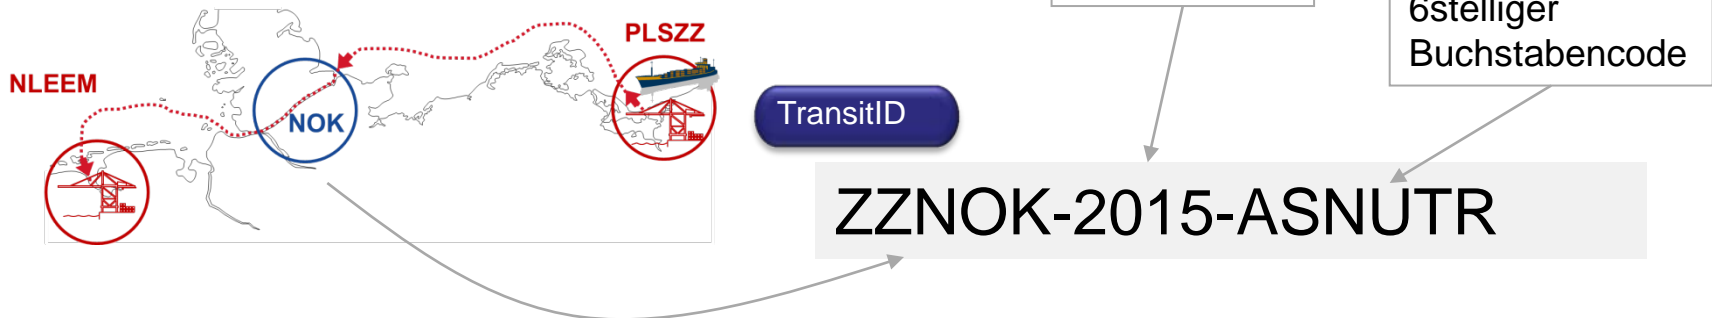 6stelliger
Buchstabencode
PLSZZ
NLEEM
NOK
TransitID
ZZNOK-2015-ASNUTR